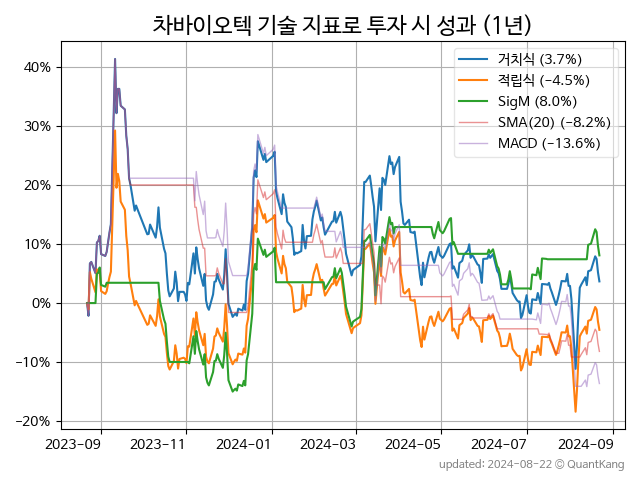 차바이오텍 기술 지표로 투자 시 성과 (1년)
거치식 (3.7%)
적립식 (−4.5%)
SigM (8.0%)
SMA(20) (−8.2%)
MACD (−13.6%)
40%
30%
20%
10%
0%
−10%
−20%
2023-09 2023-11 2024-01 2024-03 2024-05 2024-07 2024-09
updated: 2024-08-22 © QuantKang